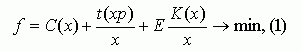 f = C(x) + t(xp)/x + E K(x)/x → min, (1)